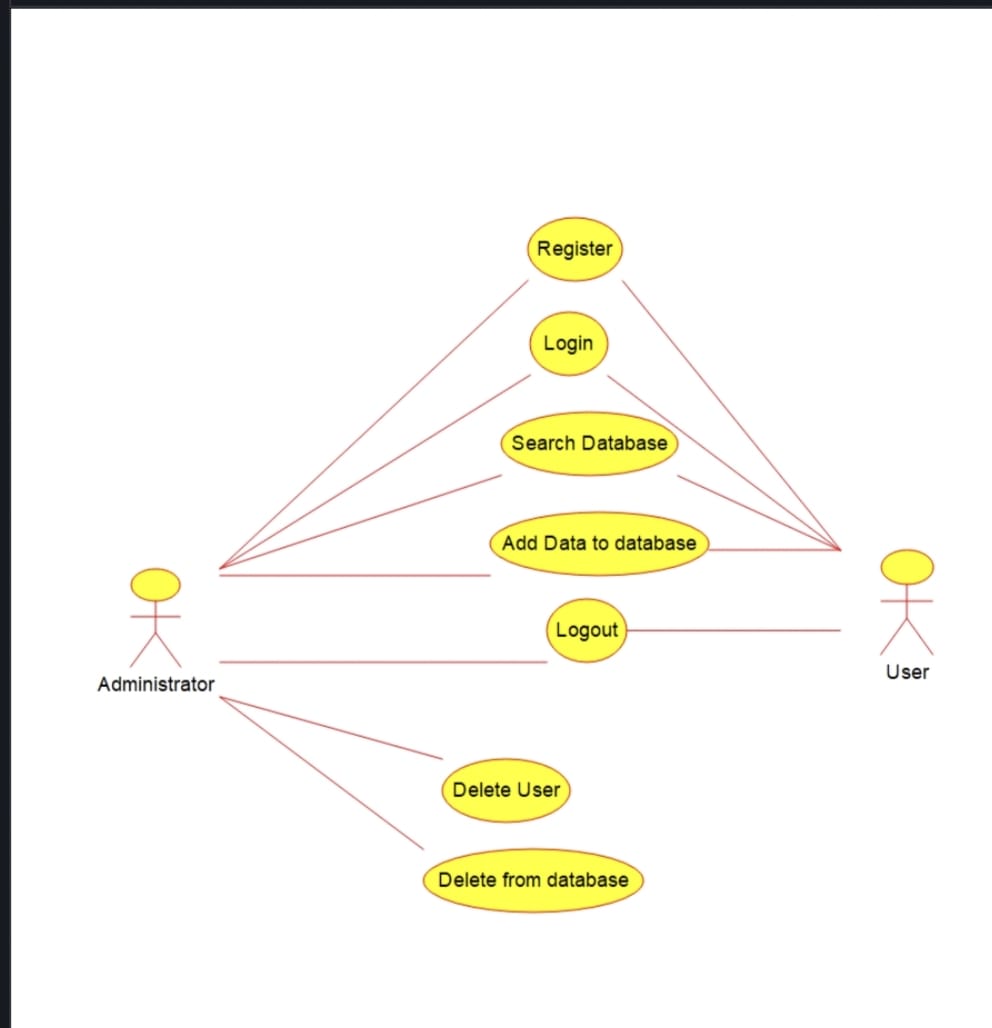 Register
Login
Search Database
Add Data to database
Logout
Administrator
User
Delete User
Delete from database